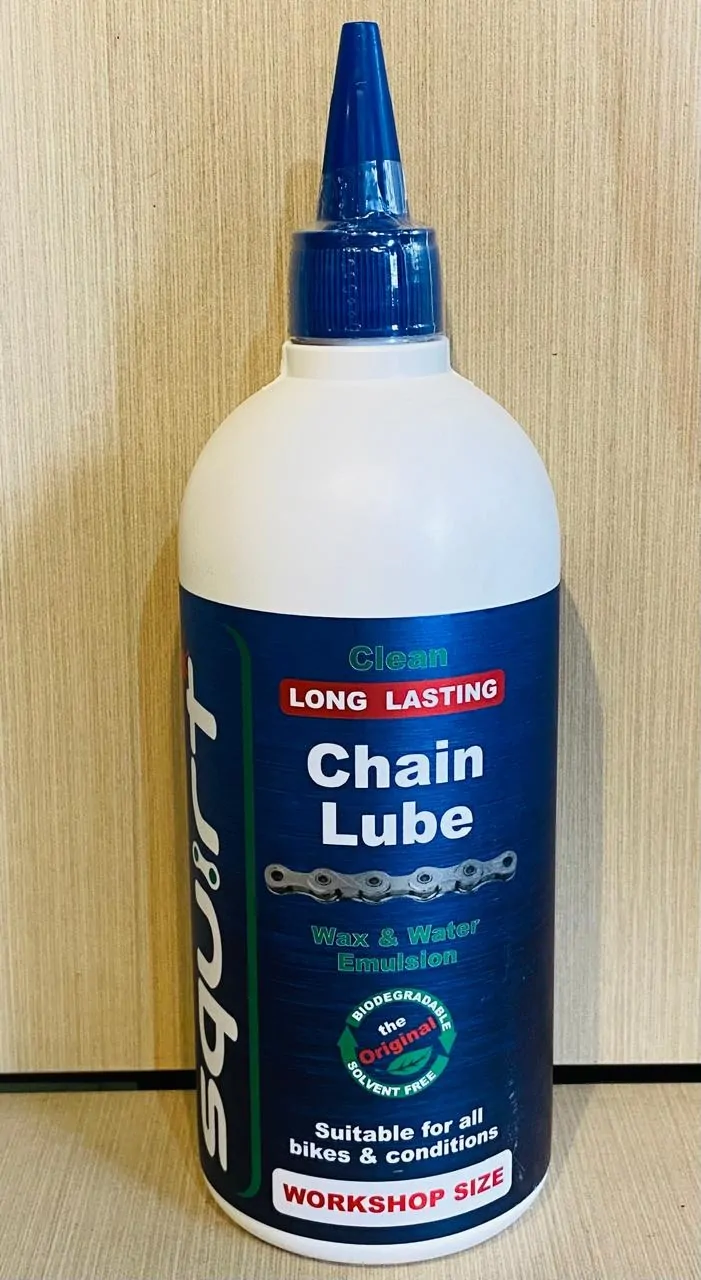 squirt
Clean
LONG LASTING
Chain
Lube
Wax & Water
Emulsion
BIODEGRADABLE
the
Original
SOLVENT FREE
Suitable for all
bikes & conditions
WORKSHOP SIZE